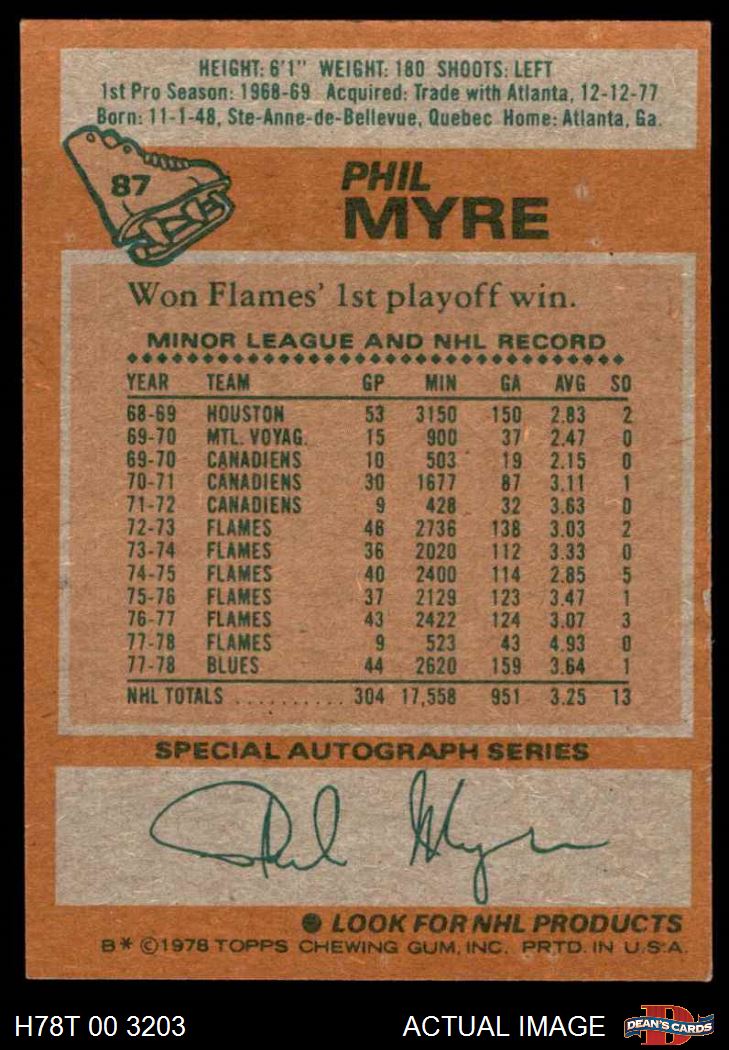 HEIGHT: 6'1" WEIGHT: 180 SHOOTS: LEFT
1st Pro Season: 1968-69 Acquired: Trade with Atlanta, 12-12-77
Born: 11-1-48, Ste-Anne-de-Bellevue, Quebec Home: Atlanta, Ga.
87
PHIL
MYRE
Won Flames' 1st playoff win.
MINOR LEAGUE AND NHL RECORD
YEAR TEAM GP MIN GA AVG SO
68-69 HOUSTON 53 3150 150 2.83 2
69-70 MTL. VOYAG. 15 900 37 2.47 0
69-70 CANADIENS 10 503 19 2.15 0
70-71 CANADIENS 30 1677 87 3.11 1
71-72 CANADIENS 9 428 32 3.63 0
72-73 FLAMES 46 2736 138 3.03 2
73-74 FLAMES 36 2020 112 3.33 0
74-75 FLAMES 40 2400 114 2.85 5
75-76 FLAMES 37 2129 123 3.47 1
76-77 FLAMES 43 2422 124 3.07 3
77-78 FLAMES 9 523 43 4.93 0
77-78 BLUES 44 2620 159 3.64 1
NHL TOTALS .......... 304 17,558 951 3.25 13
SPECIAL AUTOGRAPH SERIES
Phil Myre
LOOK FOR NHL PRODUCTS
B* ©1978 TOPPS CHEWING GUM, INC. PRTD. IN U.S.A.
H78T 00 3203 ACTUAL IMAGE D DEAN'S CARDS